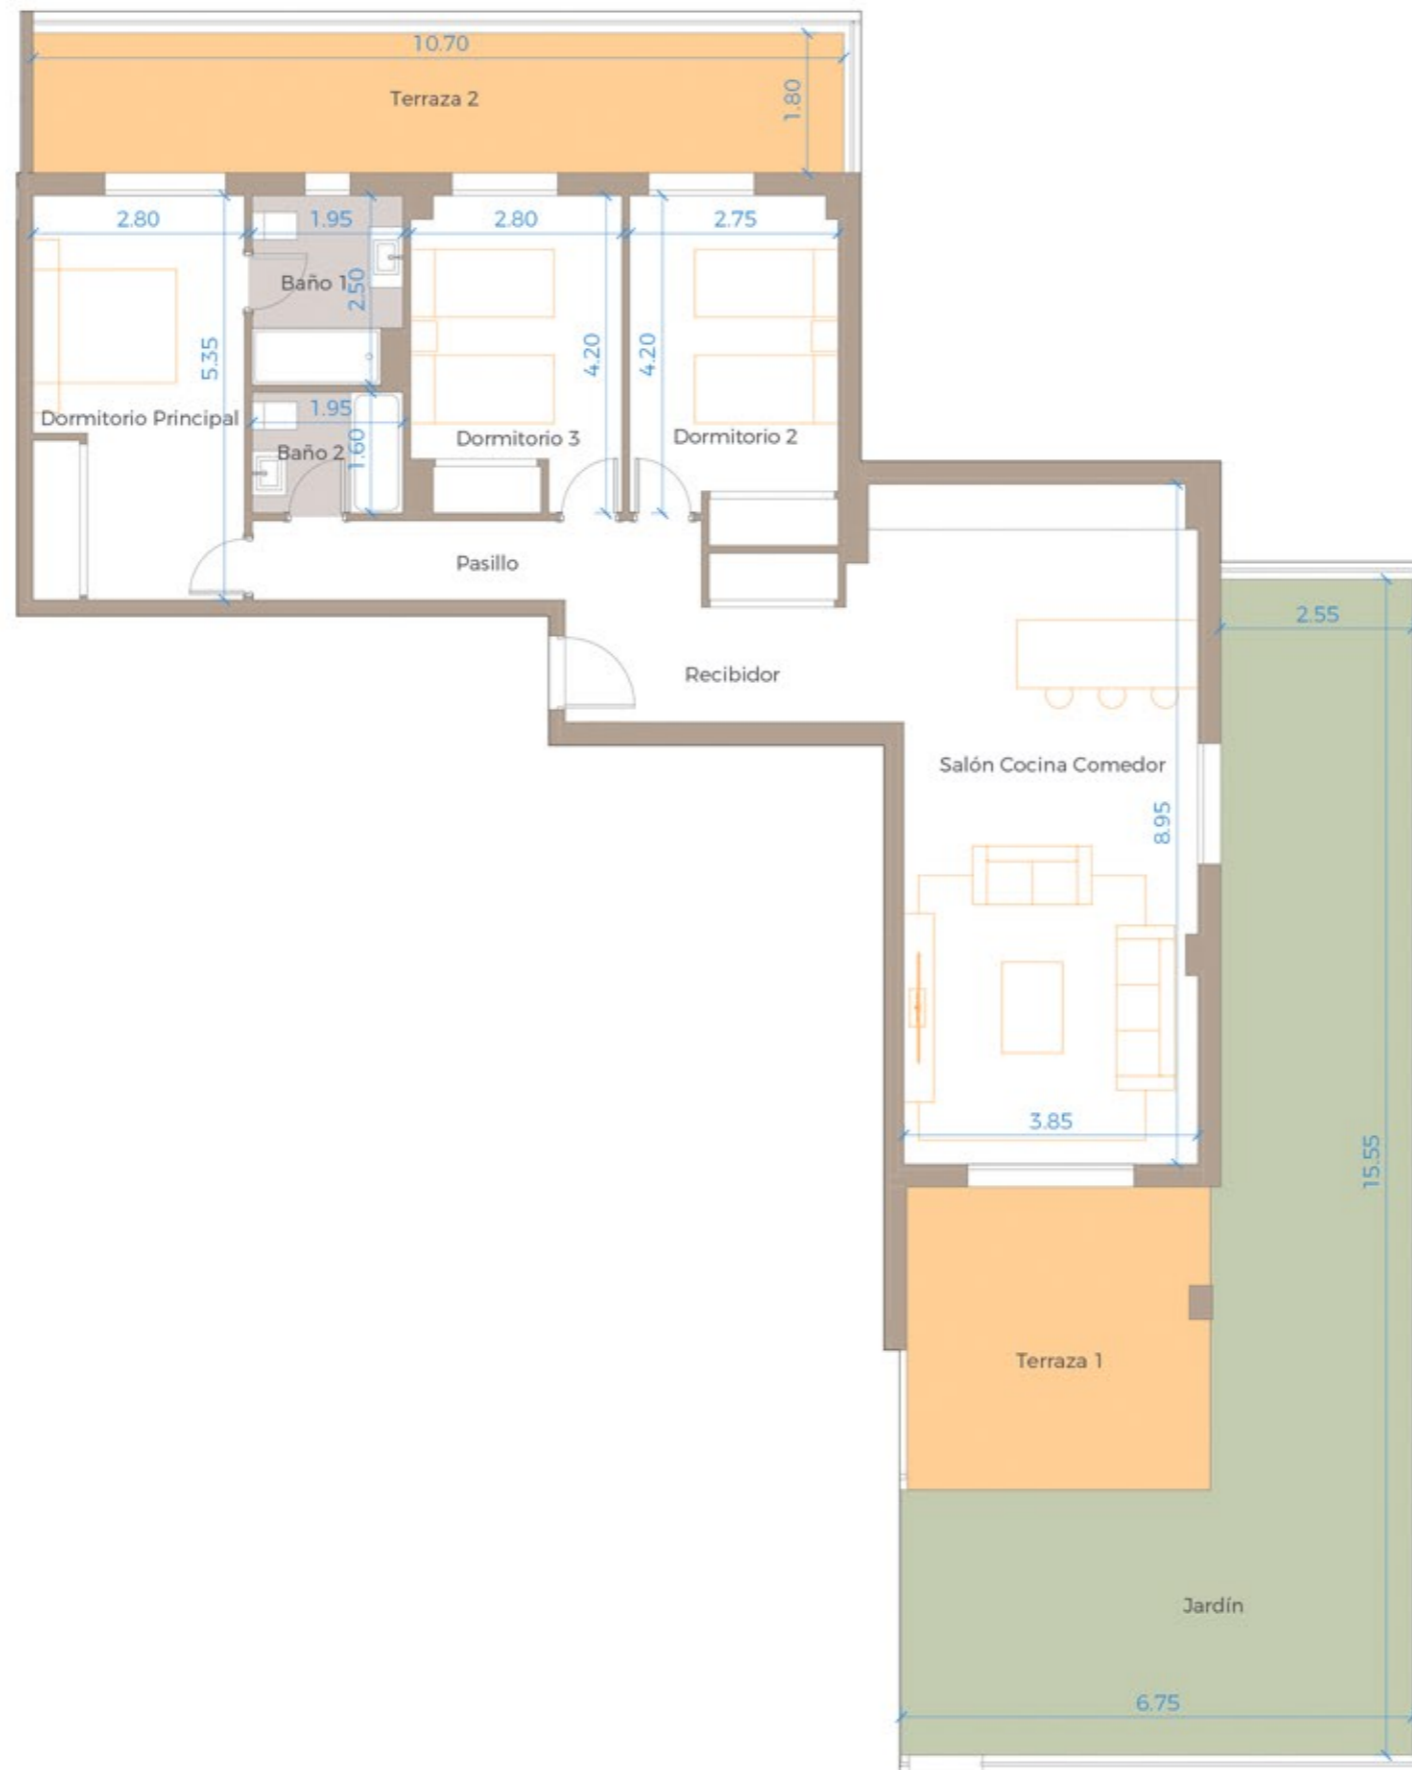 10.70
Terraza 2
1.80
2.80
1.95
2.80
2.75
Baño 1
2.50
5.35
4.20
4.20
Dormitorio Principal
1.95
Baño 2
1.60
Dormitorio 3
Dormitorio 2
Pasillo
2.55
Recibidor
Salón Cocina Comedor
8.95
3.85
15.55
Terraza 1
Jardín
6.75